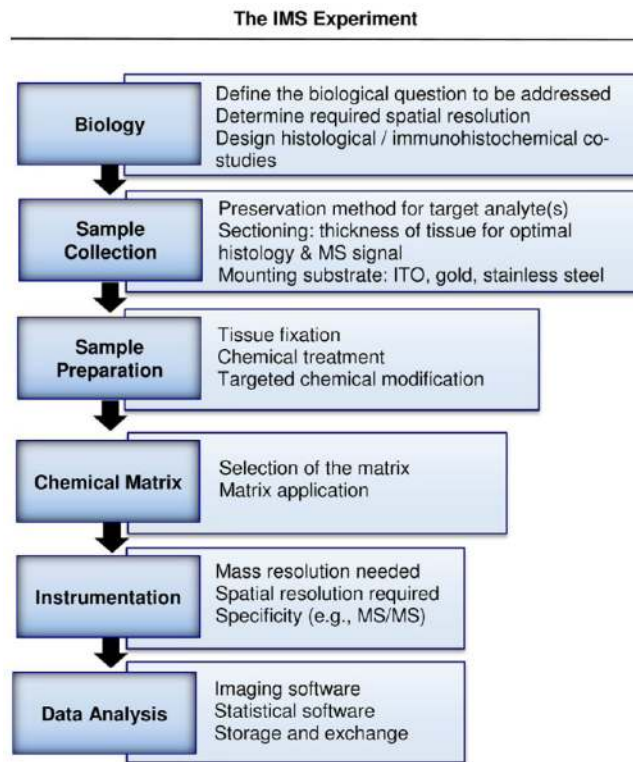 The IMS Experiment
Biology
Define the biological question to be addressed
Determine required spatial resolution
Design histological / immunohistochemical co-
studies
Sample
Collection
Preservation method for target analyte(s)
Sectioning: thickness of tissue for optimal
histology & MS signal
Mounting substrate: ITO, gold, stainless steel
Sample
Preparation
Tissue fixation
Chemical treatment
Targeted chemical modification
Chemical Matrix
Selection of the matrix
Matrix application
Instrumentation
Mass resolution needed
Spatial resolution required
Specificity (e.g., MS/MS)
Data Analysis
Imaging software
Statistical software
Storage and exchange